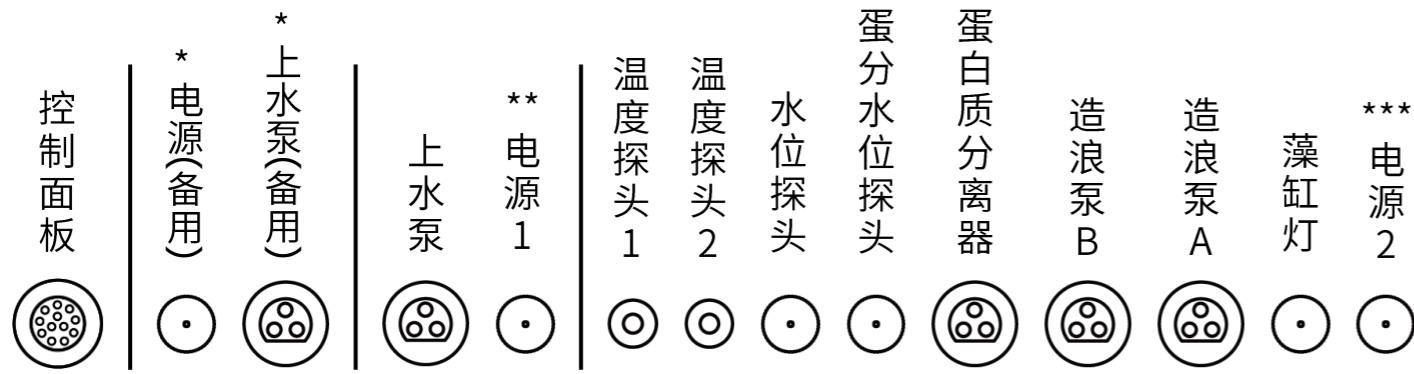 控制面板
*电源(备用)
*上水泵(备用)
上水泵
**电源1
温度探头1
温度探头2
水位探头
蛋分水位探头
蛋白质分离器
造浪泵B
造浪泵A
藻缸灯
***电源2